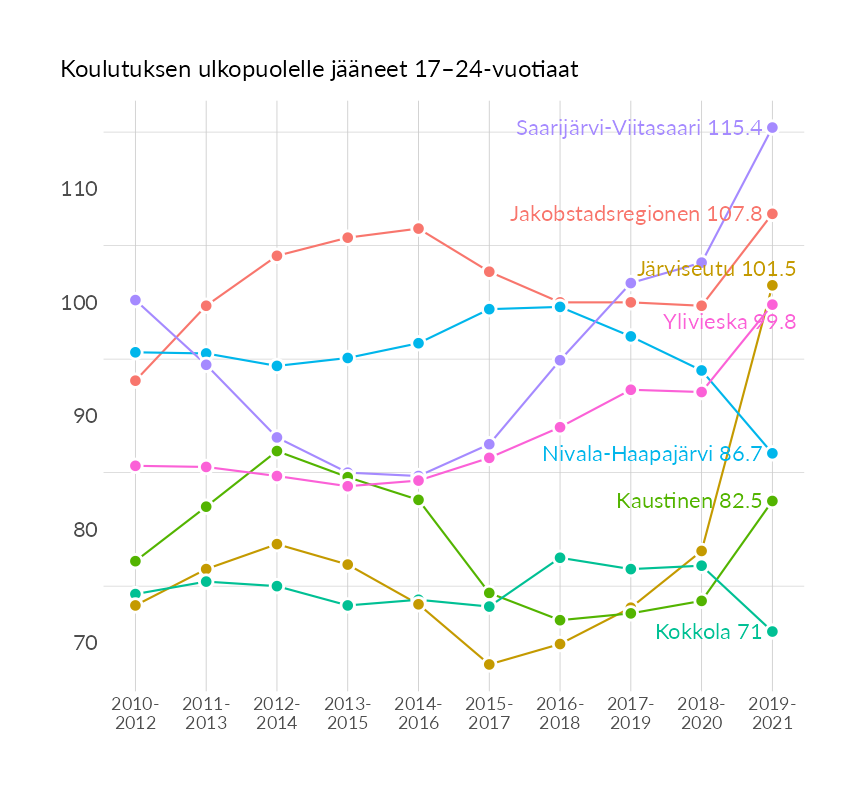 Koulutuksen ulkopuolelle jääneet 17–24-vuotiaat
Saarijärvi-Viitasaari 115.4
110
Jakobstadsregionen 107.8
Järviseutu 101.5
100
Ylivieska 99.8
90
Nivala-Haapajärvi 86.7
Kaustinen 82.5
80
70
Kokkola 71
2010- 2011- 2012- 2013- 2014- 2015- 2016- 2017- 2018- 2019-
2012 2013 2014 2015 2016 2017 2018 2019 2020 2021